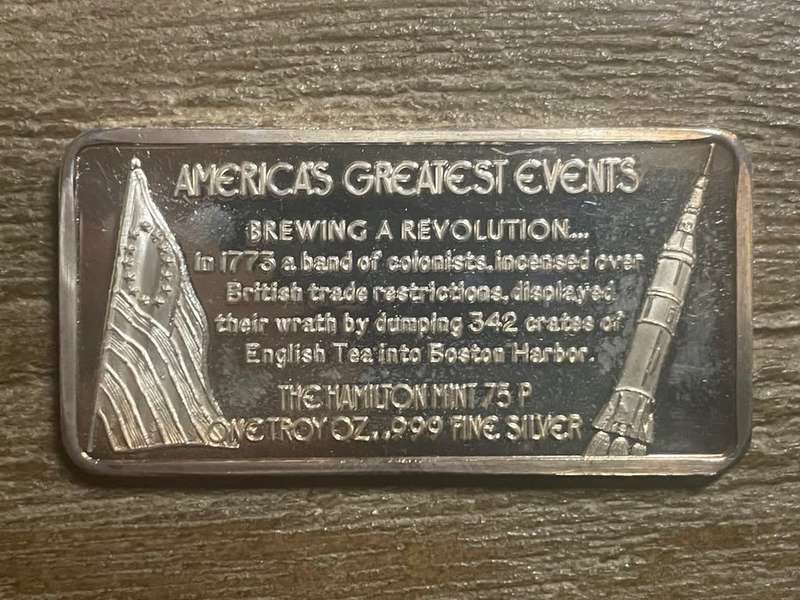 AMERICA'S GREATEST EVENTS
BREWING A REVOLUTION...
In 1773 a band of colonists, incensed over
British trade restrictions, displayed
their wrath by dumping 342 crates of
English Tea into Boston Harbor.
THE HAMILTON MINT 75 P
ONE TROY OZ. .999 FINE SILVER